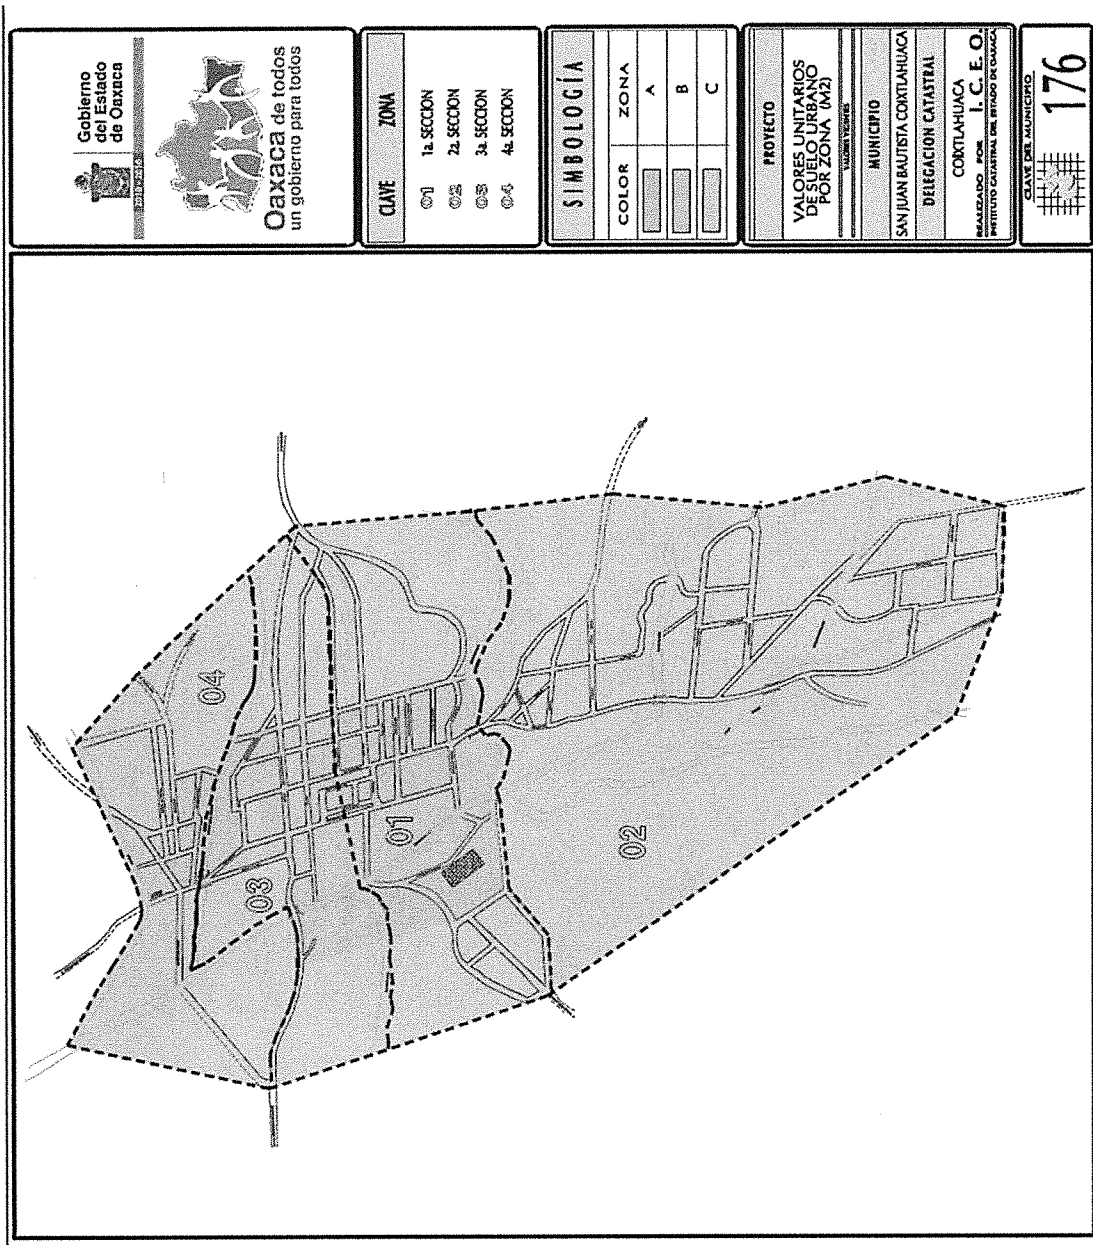 Gobierno
del Estado
de Oaxaca
Oaxaca de todos
un gobierno para todos
CLAVE ZONA
01 1a. SECCION
02 2a. SECCION
03 3a. SECCION
04 4a. SECCION
SIMBOLOGÍA
COLOR ZONA
A
B
C
PROYECTO
VALORES UNITARIOS
DE SUELO URBANO
POR ZONA (M2)
VALORES VIGENTES
MUNICIPIO
SAN JUAN BAUTISTA COIXTLAHUACA
DELEGACION CATASTRAL
COIXTLAHUACA
REALIZADO POR I. C. E. O.
INSTITUTO CATASTRAL DEL ESTADO DE OAXACA
CLAVE DEL MUNICIPIO
176
04
03
01
02